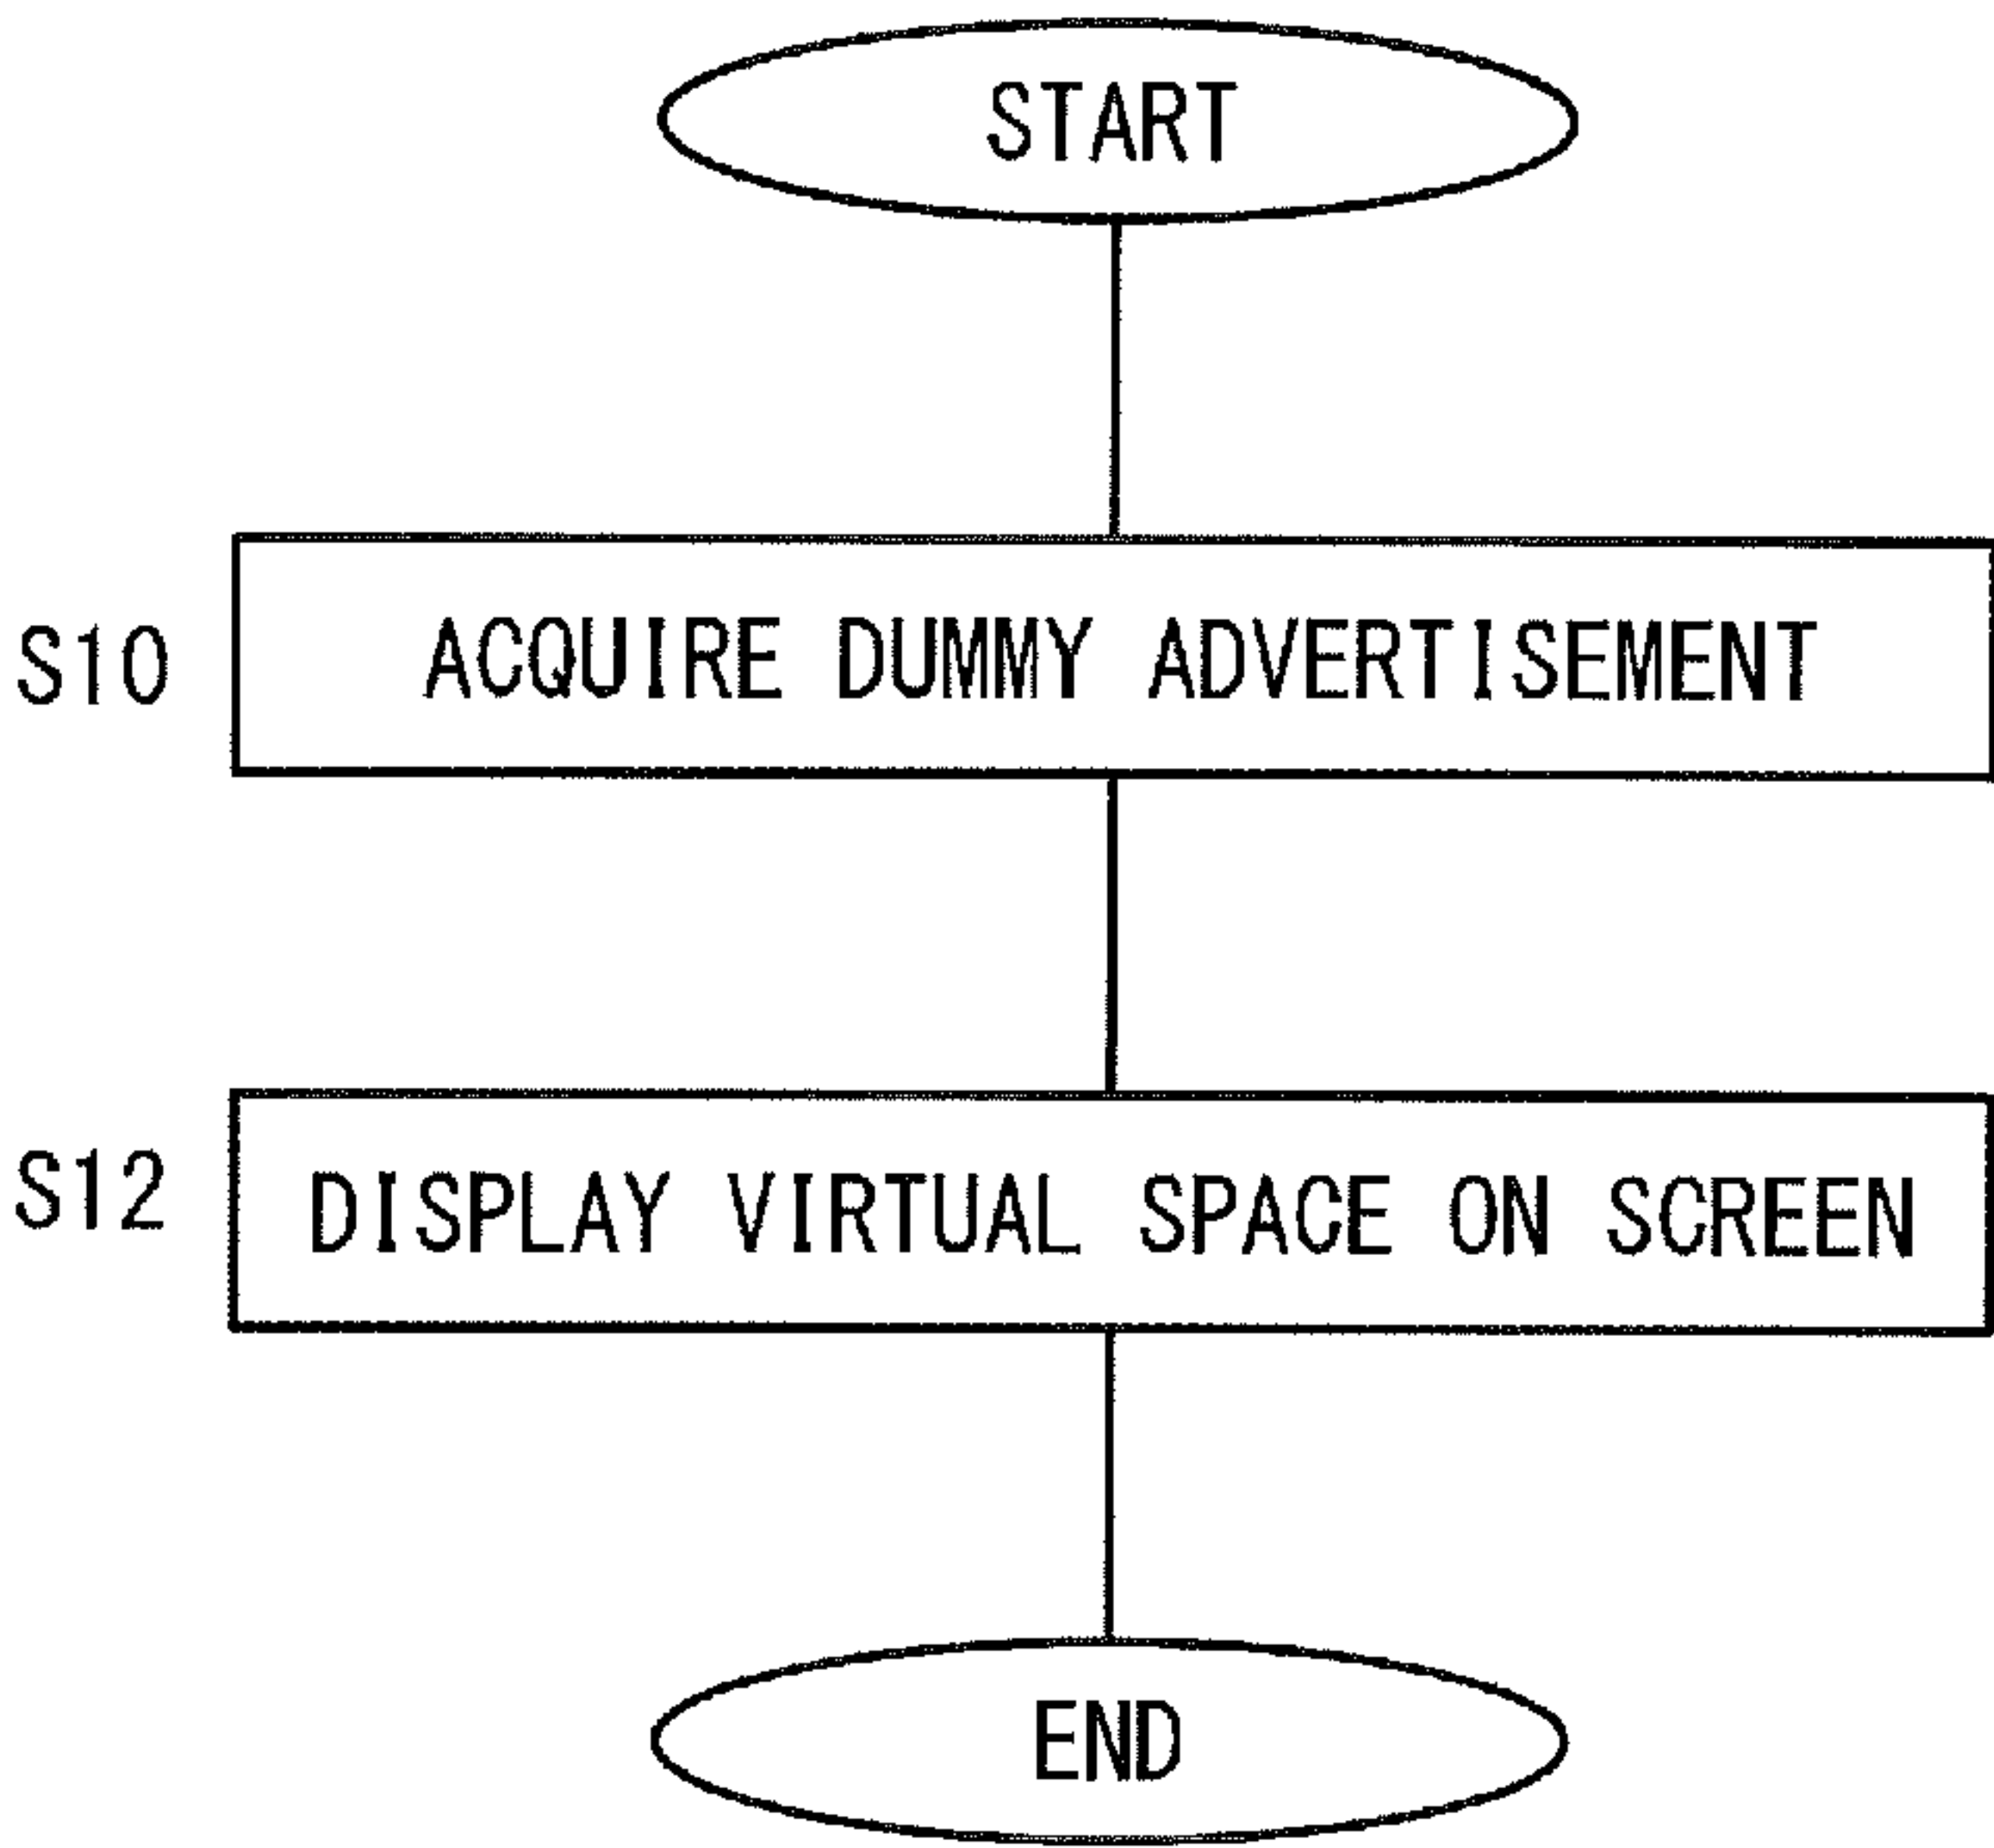 START
S10
ACQUIRE DUMMY ADVERTISEMENT
S12
DISPLAY VIRTUAL SPACE ON SCREEN
END